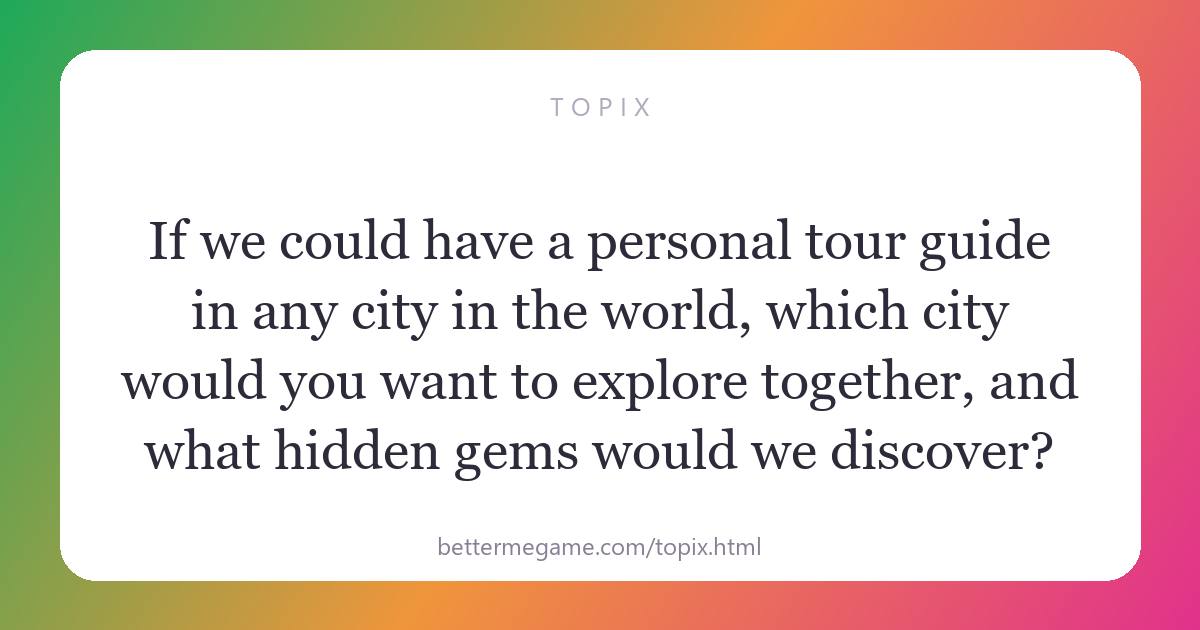 TOPIX
If we could have a personal tour guide
in any city in the world, which city
would you want to explore together, and
what hidden gems would we discover?
bettermegame.com/topix.html